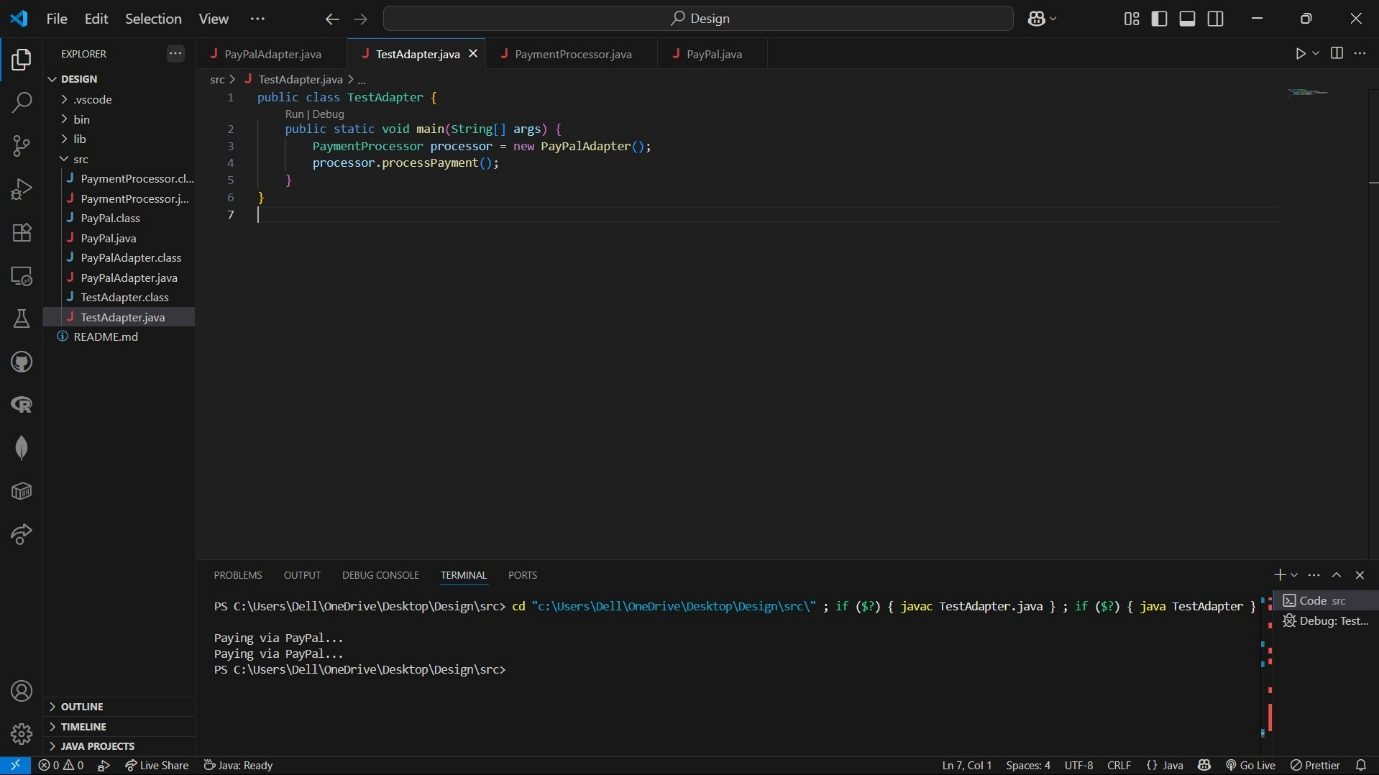 File Edit Selection View ··· Design
EXPLORER ···
DESIGN
.vscode
bin
lib
src
PaymentProcessor.cl...
PaymentProcessor.j...
PayPal.class
PayPal.java
PayPalAdapter.class
PayPalAdapter.java
TestAdapter.class
TestAdapter.java
README.md
OUTLINE
TIMELINE
JAVA PROJECTS
PayPalAdapter.java TestAdapter.java PaymentProcessor.java PayPal.java
src > TestAdapter.java > ...
1 public class TestAdapter {
Run | Debug
2 public static void main(String[] args) {
3 PaymentProcessor processor = new PayPalAdapter();
4 processor.processPayment();
5 }
6 }
7
PROBLEMS OUTPUT DEBUG CONSOLE TERMINAL PORTS
PS C:\Users\Dell\OneDrive\Desktop\Design\src> cd "c:\Users\Dell\OneDrive\Desktop\Design\src\" ; if ($?) { javac TestAdapter.java } ; if ($?) { java TestAdapter }
Paying via PayPal...
Paying via PayPal...
PS C:\Users\Dell\OneDrive\Desktop\Design\src>
Code src
Debug: Test...
0 0 Live Share Java: Ready Ln 7, Col 1 Spaces: 4 UTF-8 CRLF {} Java Go Live Prettier